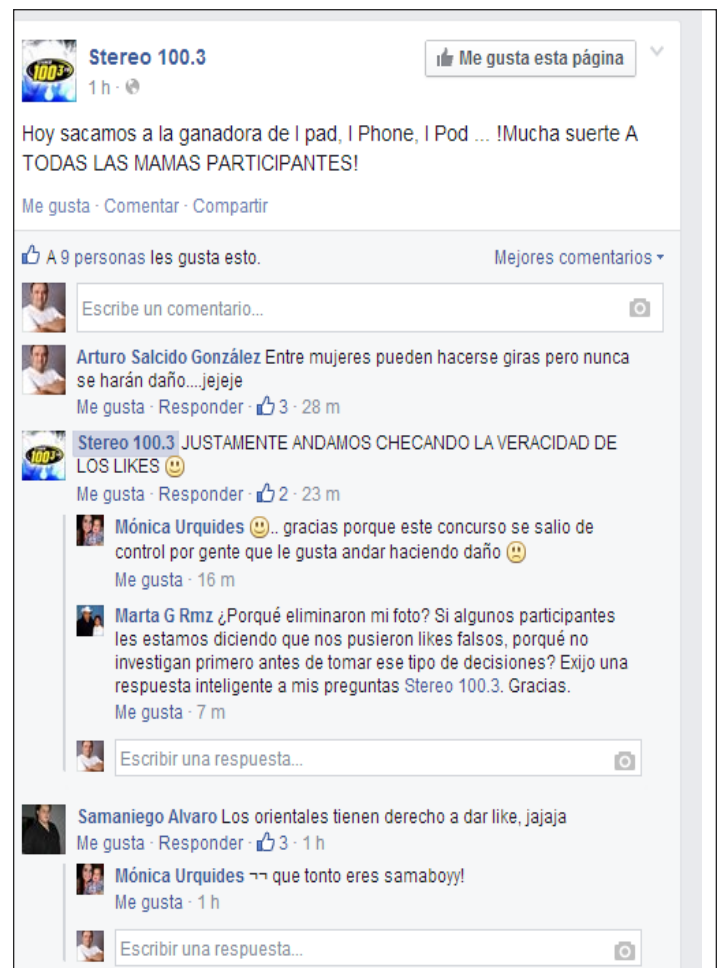 Stereo 100.3
Me gusta esta página
1 h ·
Hoy sacamos a la ganadora de I pad, I Phone, I Pod ... !Mucha suerte A
TODAS LAS MAMAS PARTICIPANTES!
Me gusta · Comentar · Compartir
A 9 personas les gusta esto.
Mejores comentarios
Escribe un comentario...
Arturo Salcido González Entre mujeres pueden hacerse giras pero nunca
se harán daño....jejeje
Me gusta · Responder · 3 · 28 m
100.3
Stereo 100.3 JUSTAMENTE ANDAMOS CHECANDO LA VERACIDAD DE
LOS LIKES
Me gusta · Responder · 2 · 23 m
Mónica Urquides .. gracias porque este concurso se salio de
control por gente que le gusta andar haciendo daño
Me gusta · 16 m
Marta G Rmz ¿Porqué eliminaron mi foto? Si algunos participantes
les estamos diciendo que nos pusieron likes falsos, porqué no
investigan primero antes de tomar ese tipo de decisiones? Exijo una
respuesta inteligente a mis preguntas Stereo 100.3. Gracias.
Me gusta · 7 m
Escribir una respuesta...
Samaniego Alvaro Los orientales tienen derecho a dar like, jajaja
Me gusta · Responder · 3 · 1 h
Mónica Urquides ¬¬ que tonto eres samaboyy!
Me gusta · 1 h
Escribir una respuesta...